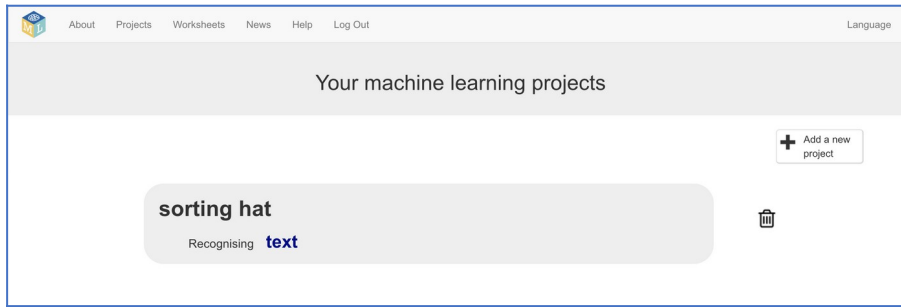 About Projects Worksheets News Help Log Out Language
Your machine learning projects
Add a new
project
sorting hat
Recognising text